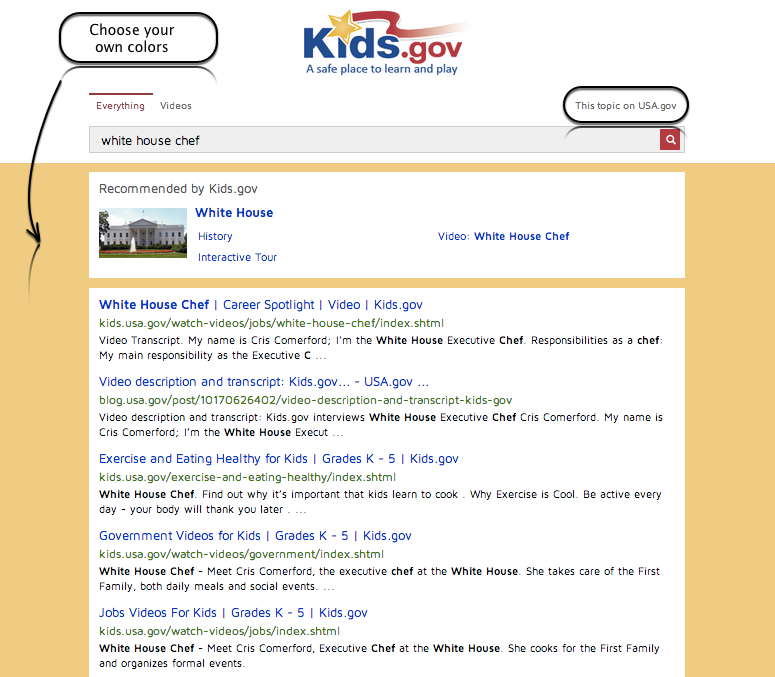 Choose your
own colors
Kids.gov
A safe place to learn and play
Everything Videos
This topic on USA.gov
white house chef
Recommended by Kids.gov
White House
History
Video: White House Chef
Interactive Tour
White House Chef | Career Spotlight | Video | Kids.gov
kids.usa.gov/watch-videos/jobs/white-house-chef/index.shtml
Video Transcript. My name is Cris Comerford; I'm the White House Executive Chef. Responsibilities as a chef:
My main responsibility as the Executive C ...
Video description and transcript: Kids.gov... - USA.gov ...
blog.usa.gov/post/10170626402/video-description-and-transcript-kids-gov
Video description and transcript: Kids.gov interviews White House Executive Chef Cris Comerford. My name is
Cris Comerford; I'm the White House Execut ...
Exercise and Eating Healthy for Kids | Grades K - 5 | Kids.gov
kids.usa.gov/exercise-and-eating-healthy/index.shtml
White House Chef. Find out why it's important that kids learn to cook . Why Exercise is Cool. Be active every
day - your body will thank you later . ...
Government Videos for Kids | Grades K - 5 | Kids.gov
kids.usa.gov/watch-videos/government/index.shtml
White House Chef - Meet Cris Comerford, the executive chef at the White House. She takes care of the First
Family, both daily meals and social events. ...
Jobs Videos For Kids | Grades K - 5 | Kids.gov
kids.usa.gov/watch-videos/jobs/index.shtml
White House Chef - Meet Cris Comerford, Executive Chef at the White House. She cooks for the First Family
and organizes formal events.